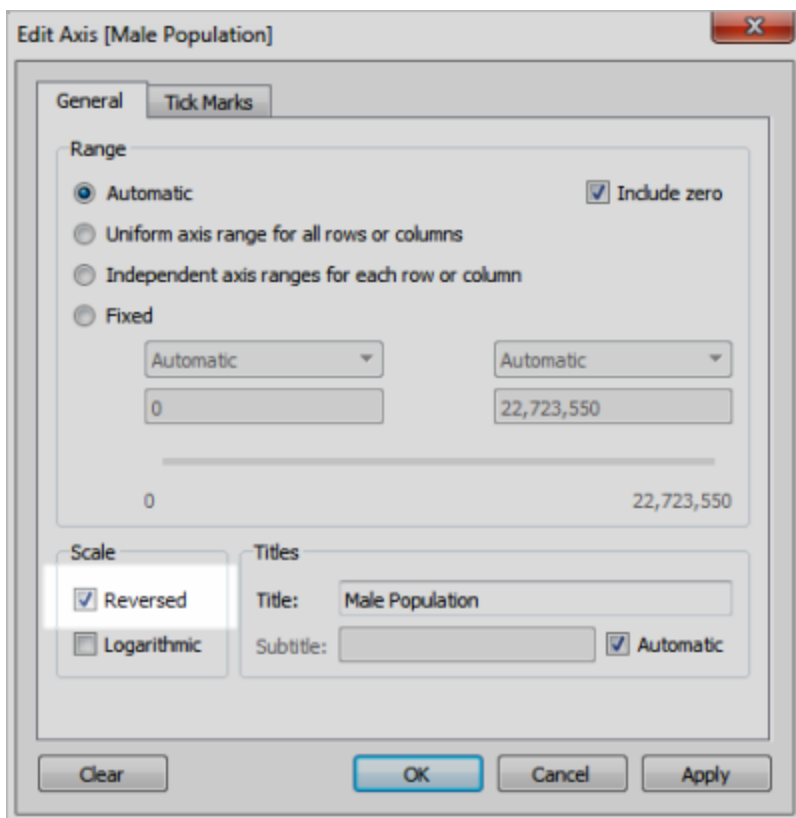 Edit Axis [Male Population]
General Tick Marks
Range
Automatic Include zero
Uniform axis range for all rows or columns
Independent axis ranges for each row or column
Fixed
Automatic Automatic
0 22,723,550
0 22,723,550
Scale Titles
Reversed Title: Male Population
Logarithmic Subtitle: Automatic
Clear OK Cancel Apply